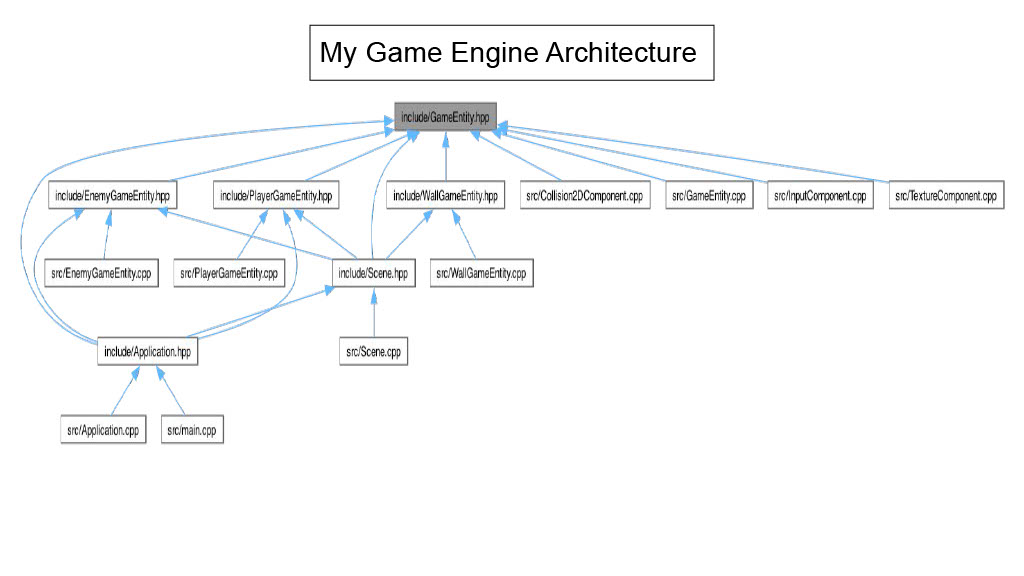 My Game Engine Architecture
include/GameEntity.hpp
include/EnemyGameEntity.hpp
include/PlayerGameEntity.hpp
include/WallGameEntity.hpp
src/Collision2DComponent.cpp
src/GameEntity.cpp
src/InputComponent.cpp
src/TextureComponent.cpp
src/EnemyGameEntity.cpp
src/PlayerGameEntity.cpp
include/Scene.hpp
src/WallGameEntity.cpp
include/Application.hpp
src/Scene.cpp
src/Application.cpp
src/main.cpp